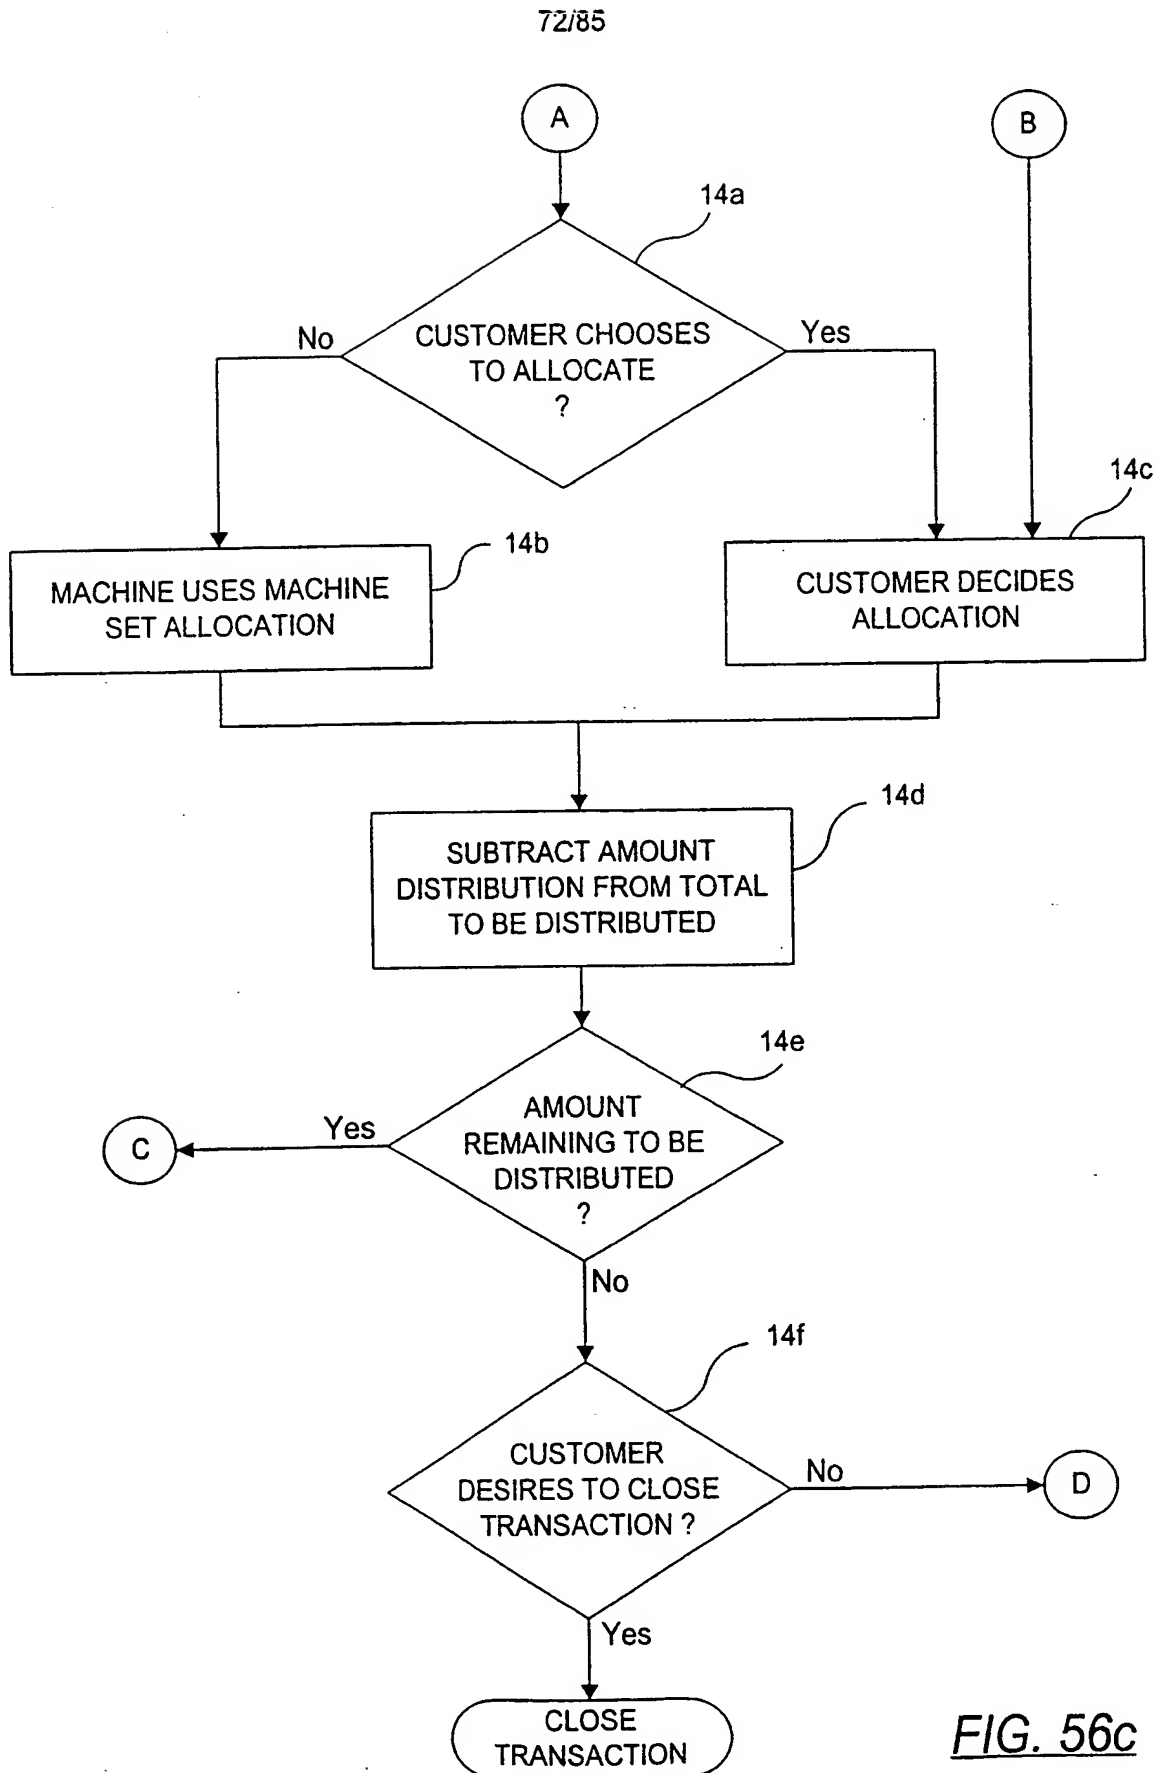 72/85
A
B
14a
CUSTOMER CHOOSES
TO ALLOCATE
?
No
Yes
14b
14c
MACHINE USES MACHINE
SET ALLOCATION
CUSTOMER DECIDES
ALLOCATION
14d
SUBTRACT AMOUNT
DISTRIBUTION FROM TOTAL
TO BE DISTRIBUTED
14e
AMOUNT
REMAINING TO BE
DISTRIBUTED
?
Yes
C
No
14f
CUSTOMER
DESIRES TO CLOSE
TRANSACTION ?
No
D
Yes
CLOSE
TRANSACTION
FIG. 56c